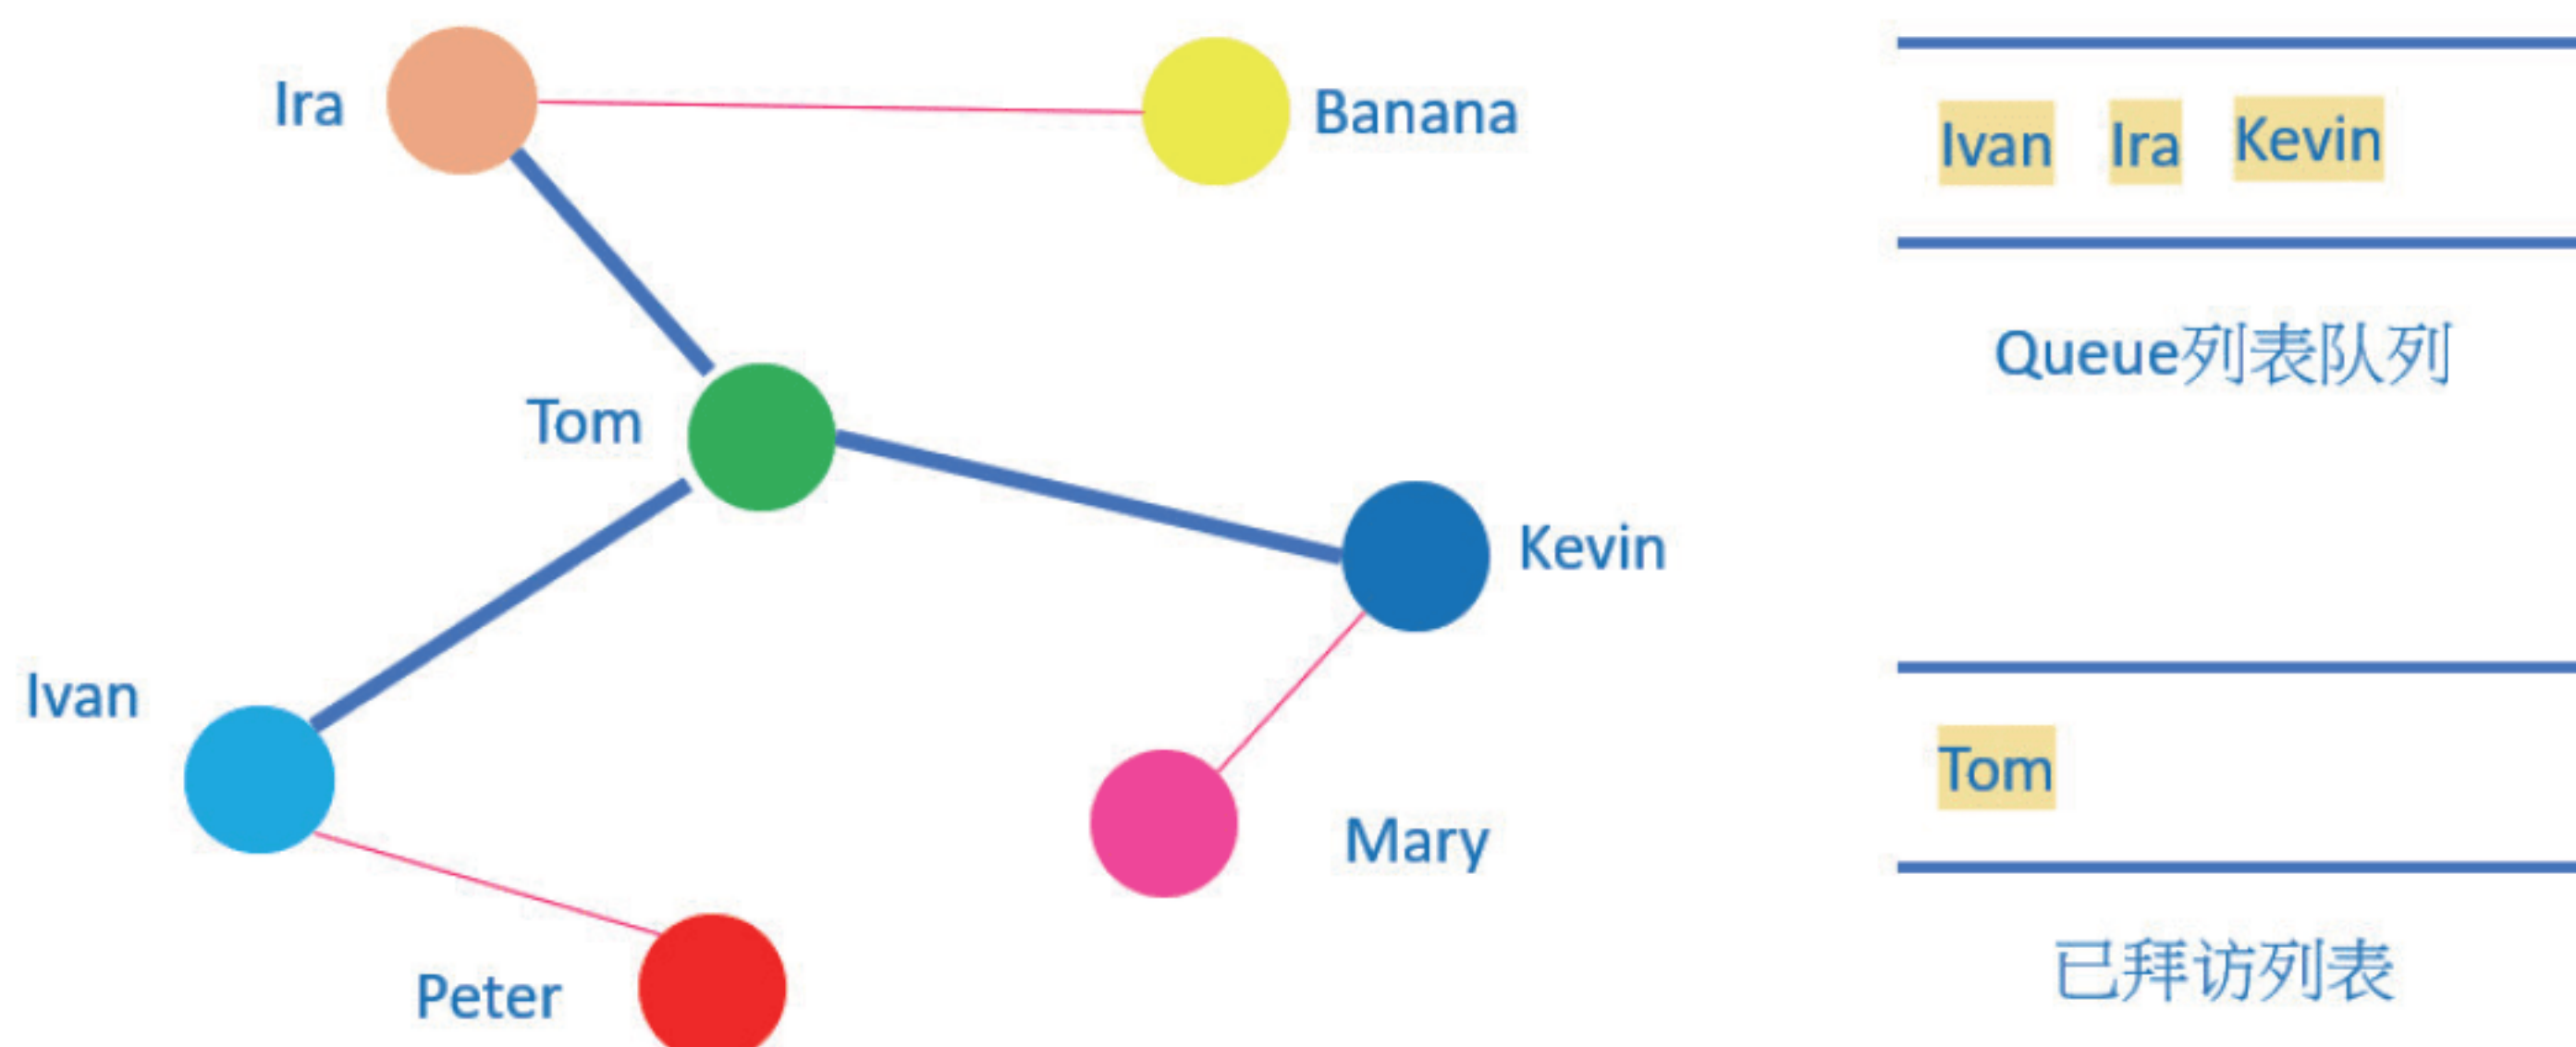 Ira
Banana
Tom
Kevin
Ivan
Mary
Peter
Ivan Ira Kevin
Queue列表队列
Tom
已拜访列表